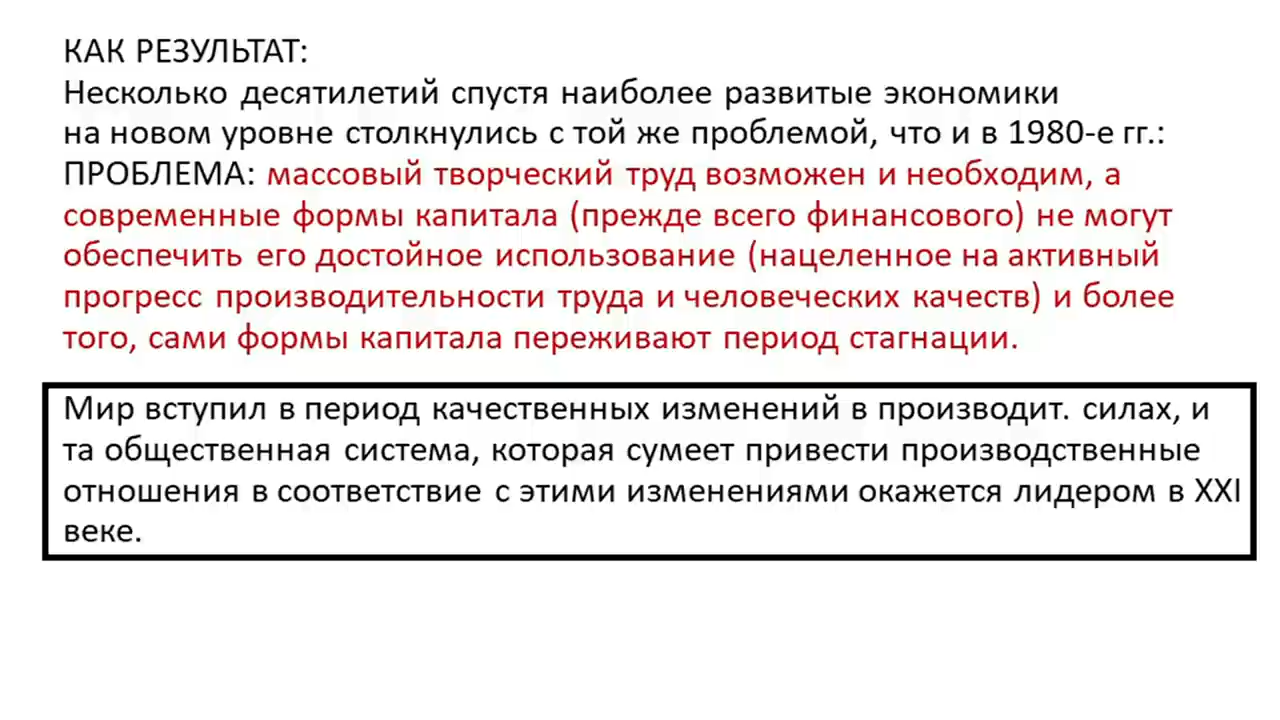 КАК РЕЗУЛЬТАТ:
Несколько десятилетий спустя наиболее развитые экономики
на новом уровне столкнулись с той же проблемой, что и в 1980-е гг.:
ПРОБЛЕМА: массовый творческий труд возможен и необходим, а
современные формы капитала (прежде всего финансового) не могут
обеспечить его достойное использование (нацеленное на активный
прогресс производительности труда и человеческих качеств) и более
того, сами формы капитала переживают период стагнации.
Мир вступил в период качественных изменений в производит. силах, и
та общественная система, которая сумеет привести производственные
отношения в соответствие с этими изменениями окажется лидером в XXI
веке.